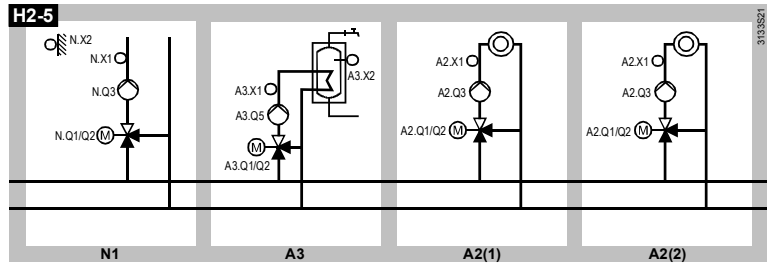 H2-5
3133S21
N.X2
N.X1
N.Q3
N.Q1/Q2 M
A3.X1
A3.X2
A3.Q5
M
A3.Q1/Q2
A2.X1
A2.Q3
A2.Q1/Q2 M
A2.X1
A2.Q3
A2.Q1/Q2 M
N1
A3
A2(1)
A2(2)